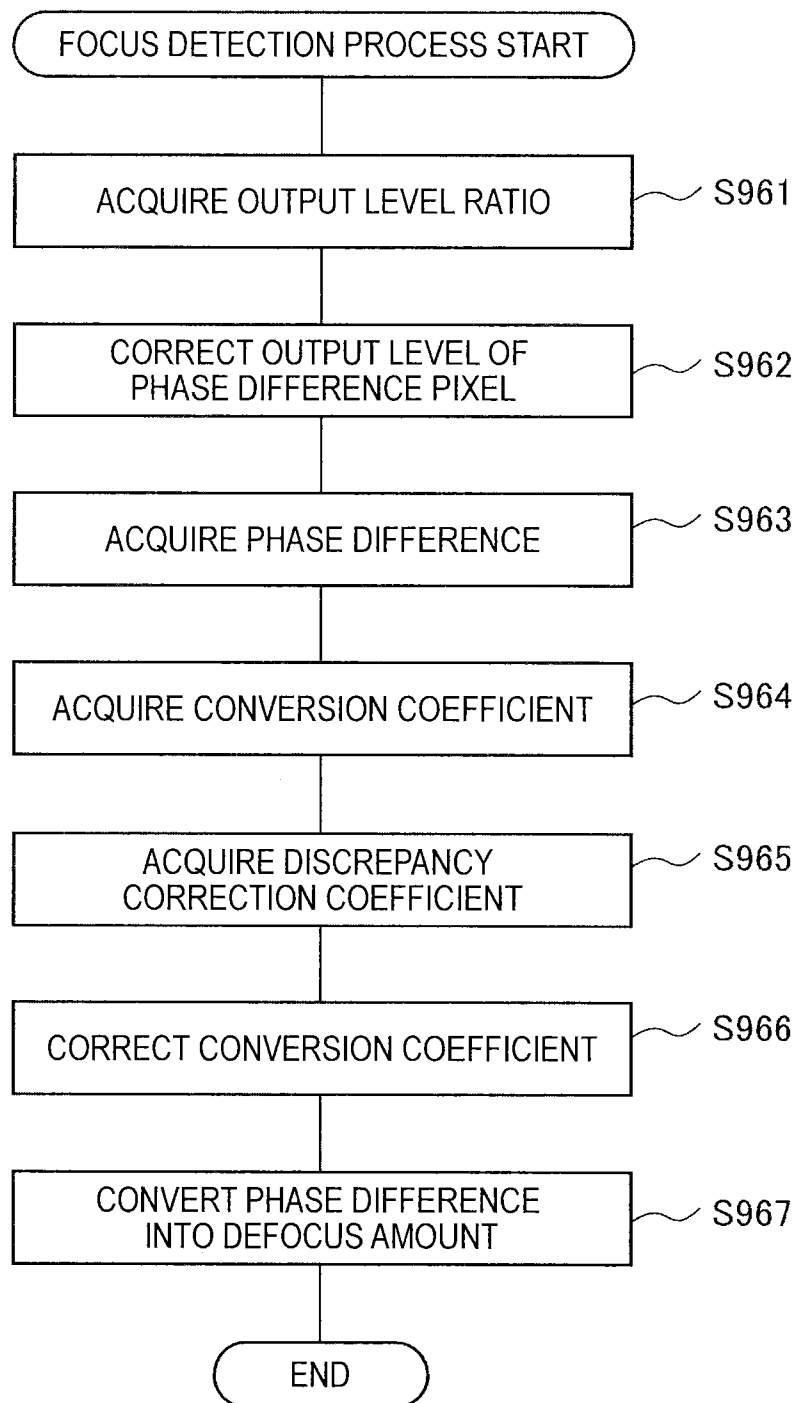 FOCUS DETECTION PROCESS START
ACQUIRE OUTPUT LEVEL RATIO
S961
CORRECT OUTPUT LEVEL OF
PHASE DIFFERENCE PIXEL
S962
ACQUIRE PHASE DIFFERENCE
S963
ACQUIRE CONVERSION COEFFICIENT
S964
ACQUIRE DISCREPANCY
CORRECTION COEFFICIENT
S965
CORRECT CONVERSION COEFFICIENT
S966
CONVERT PHASE DIFFERENCE
INTO DEFOCUS AMOUNT
S967
END